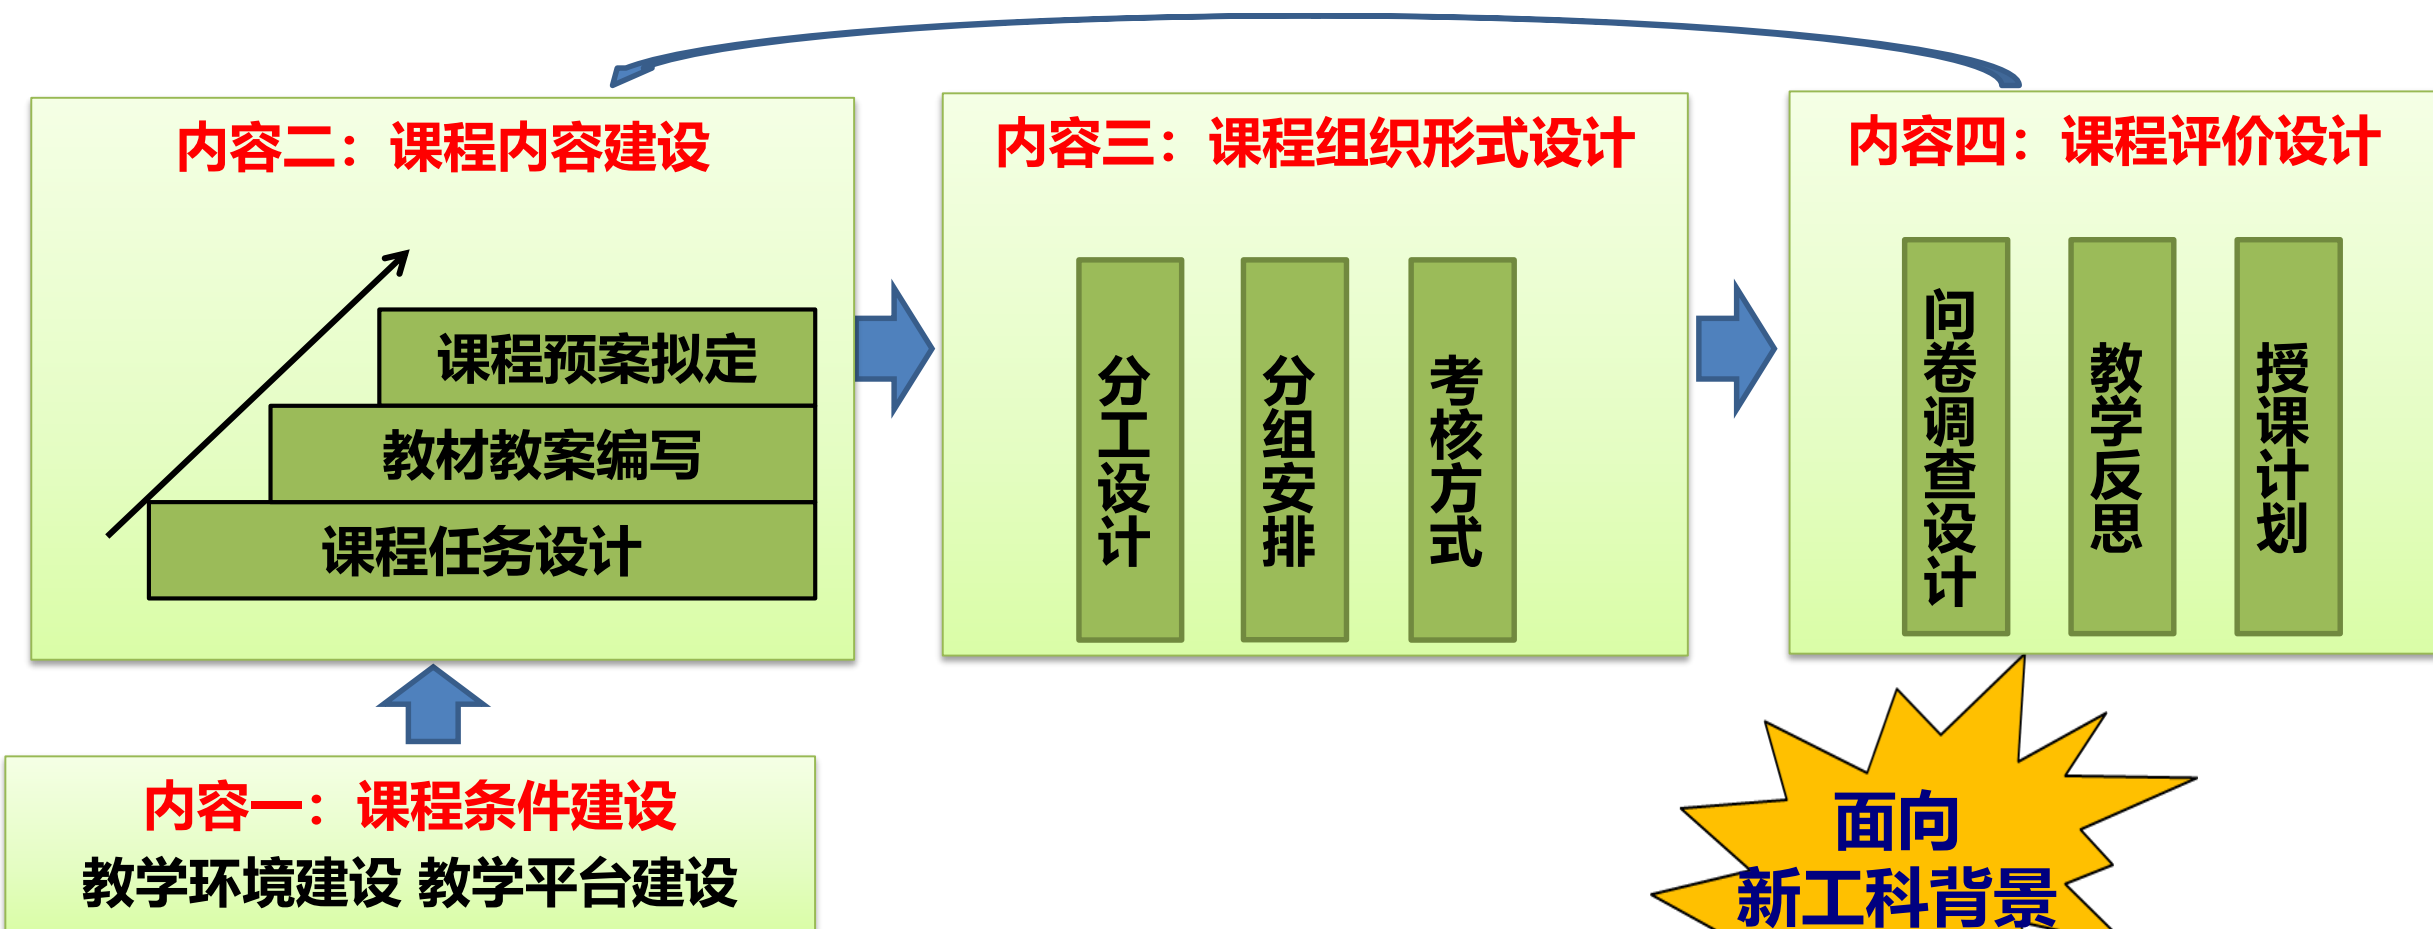 内容二：课程内容建设
课程预案拟定
教材教案编写
课程任务设计
内容三：课程组织形式设计
分工设计
分组安排
考核方式
内容四：课程评价设计
问卷调查设计
教学反思
授课计划
内容一：课程条件建设
教学环境建设 教学平台建设
面向
新工科背景